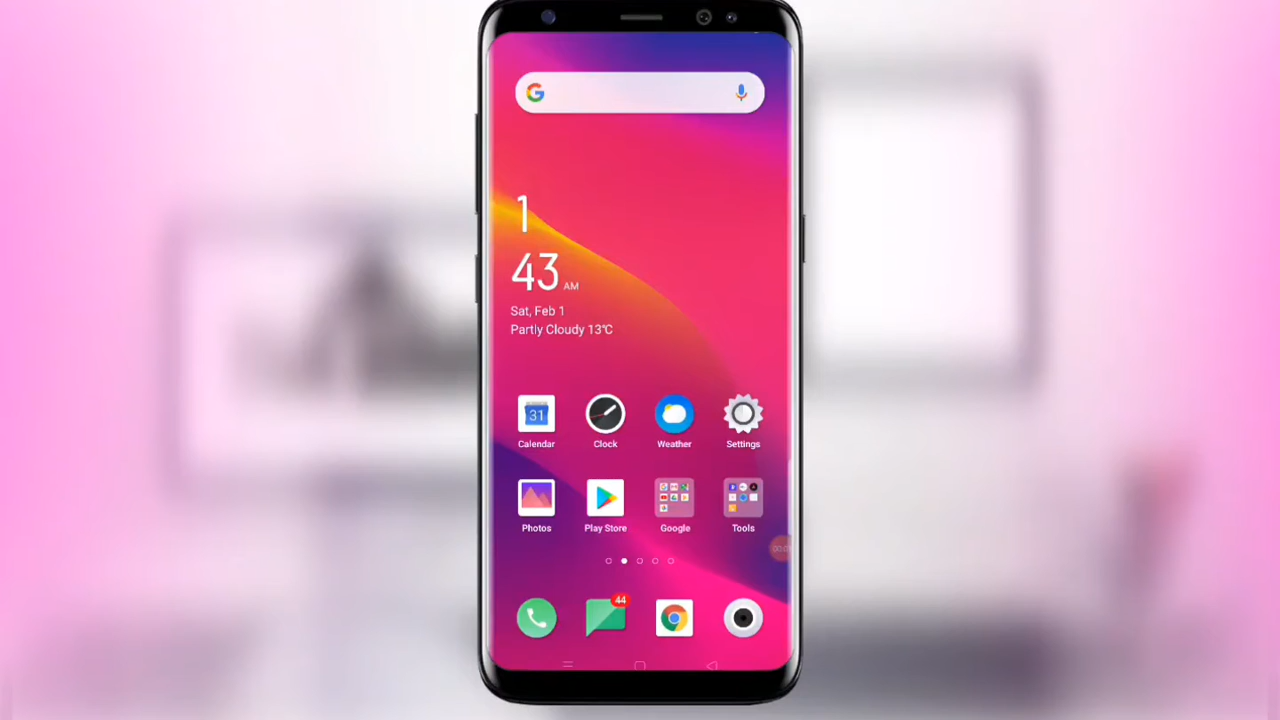 G
1
43 AM
Sat, Feb 1
Partly Cloudy 13°C
31
Calendar Clock Weather Settings
Photos Play Store Google Tools
44